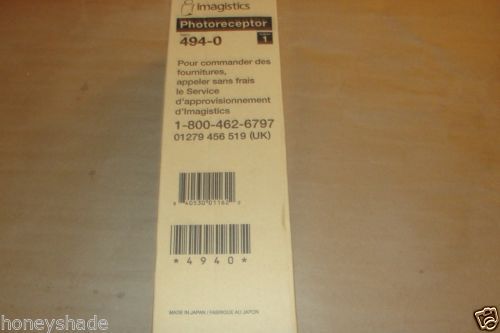 Imagistics
Photoreceptor
494-0
1
Pour commander des
fournitures,
appeler sans frais
le Service
d'approvisionnement
d'Imagistics
1-800-462-6797
01279 456 519 (UK)
*4940*
MADE IN JAPAN / FABRIQUE AU JAPON
honeyshade